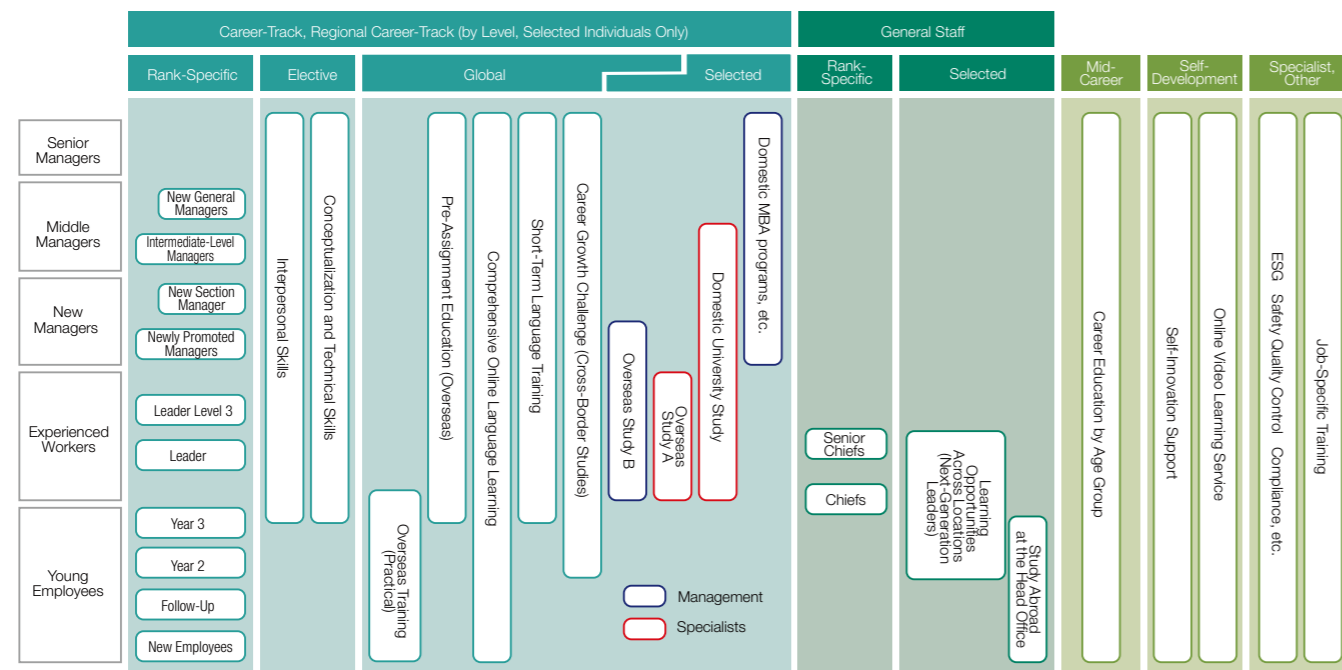 Career-Track, Regional Career-Track (by Level, Selected Individuals Only)
General Staff
Rank-Specific
Elective
Global
Selected
Rank-
Specific
Selected
Mid-
Career
Self-
Development
Specialist,
Other
Senior
Managers
Middle
Managers
New
Managers
Experienced
Workers
Young
Employees
New General
Managers
Intermediate-Level
Managers
New Section
Manager
Newly Promoted
Managers
Leader Level 3
Leader
Year 3
Year 2
Follow-Up
New Employees
Interpersonal Skills
Conceptualization and Technical Skills
Overseas Training
(Practical)
Pre-Assignment Education (Overseas)
Comprehensive Online Language Learning
Short-Term Language Training
Career Growth Challenge (Cross-Border Studies)
Overseas Study B
Overseas
Study A
Domestic University Study
Domestic MBA programs, etc.
Management
Specialists
Senior
Chiefs
Chiefs
Learning
Opportunities
Across Locations
(Next-Generation
Leaders)
Study Abroad
at the Head Office
Career Education by Age Group
Self-Innovation Support
Online Video Learning Service
ESG Safety Quality Control Compliance, etc.
Job-Specific Training